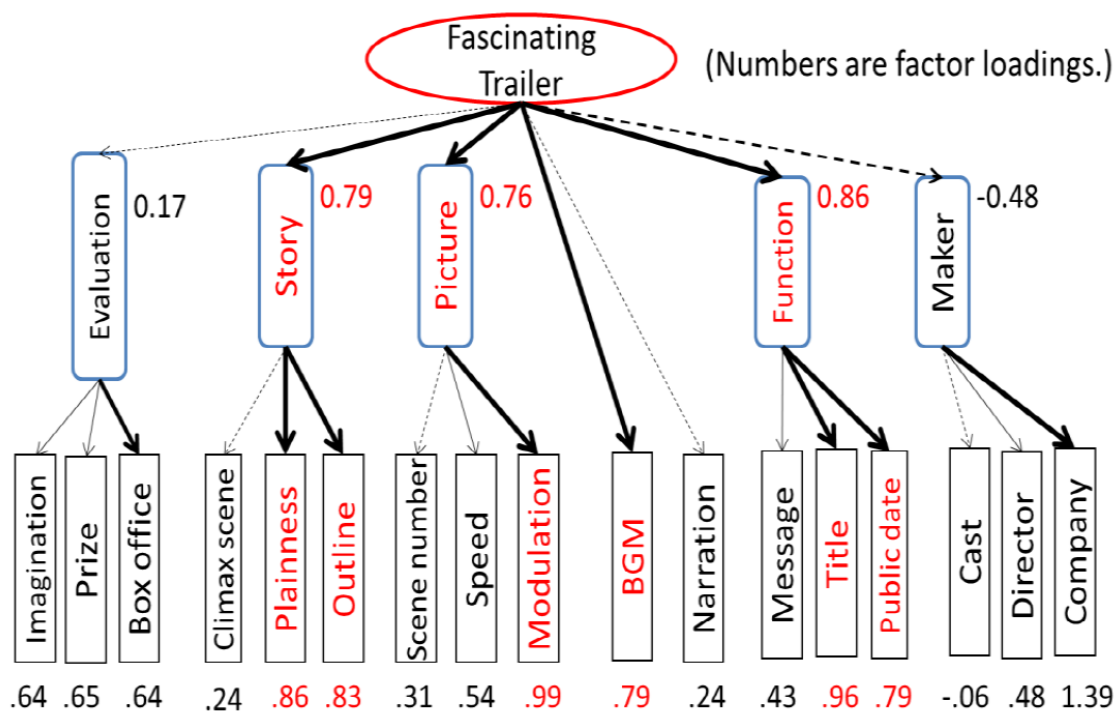 Fascinating
Trailer
(Numbers are factor loadings.)
Evaluation
0.17
Story
0.79
Picture
0.76
Function
0.86
Maker
-0.48
Imagination
Prize
Box office
Climax scene
Plainness
Outline
Scene number
Speed
Modulation
BGM
Narration
Message
Title
Public date
Cast
Director
Company
.64 .65 .64 .24 .86 .83 .31 .54 .99 .79 .24 .43 .96 .79 -.06 .48 1.39